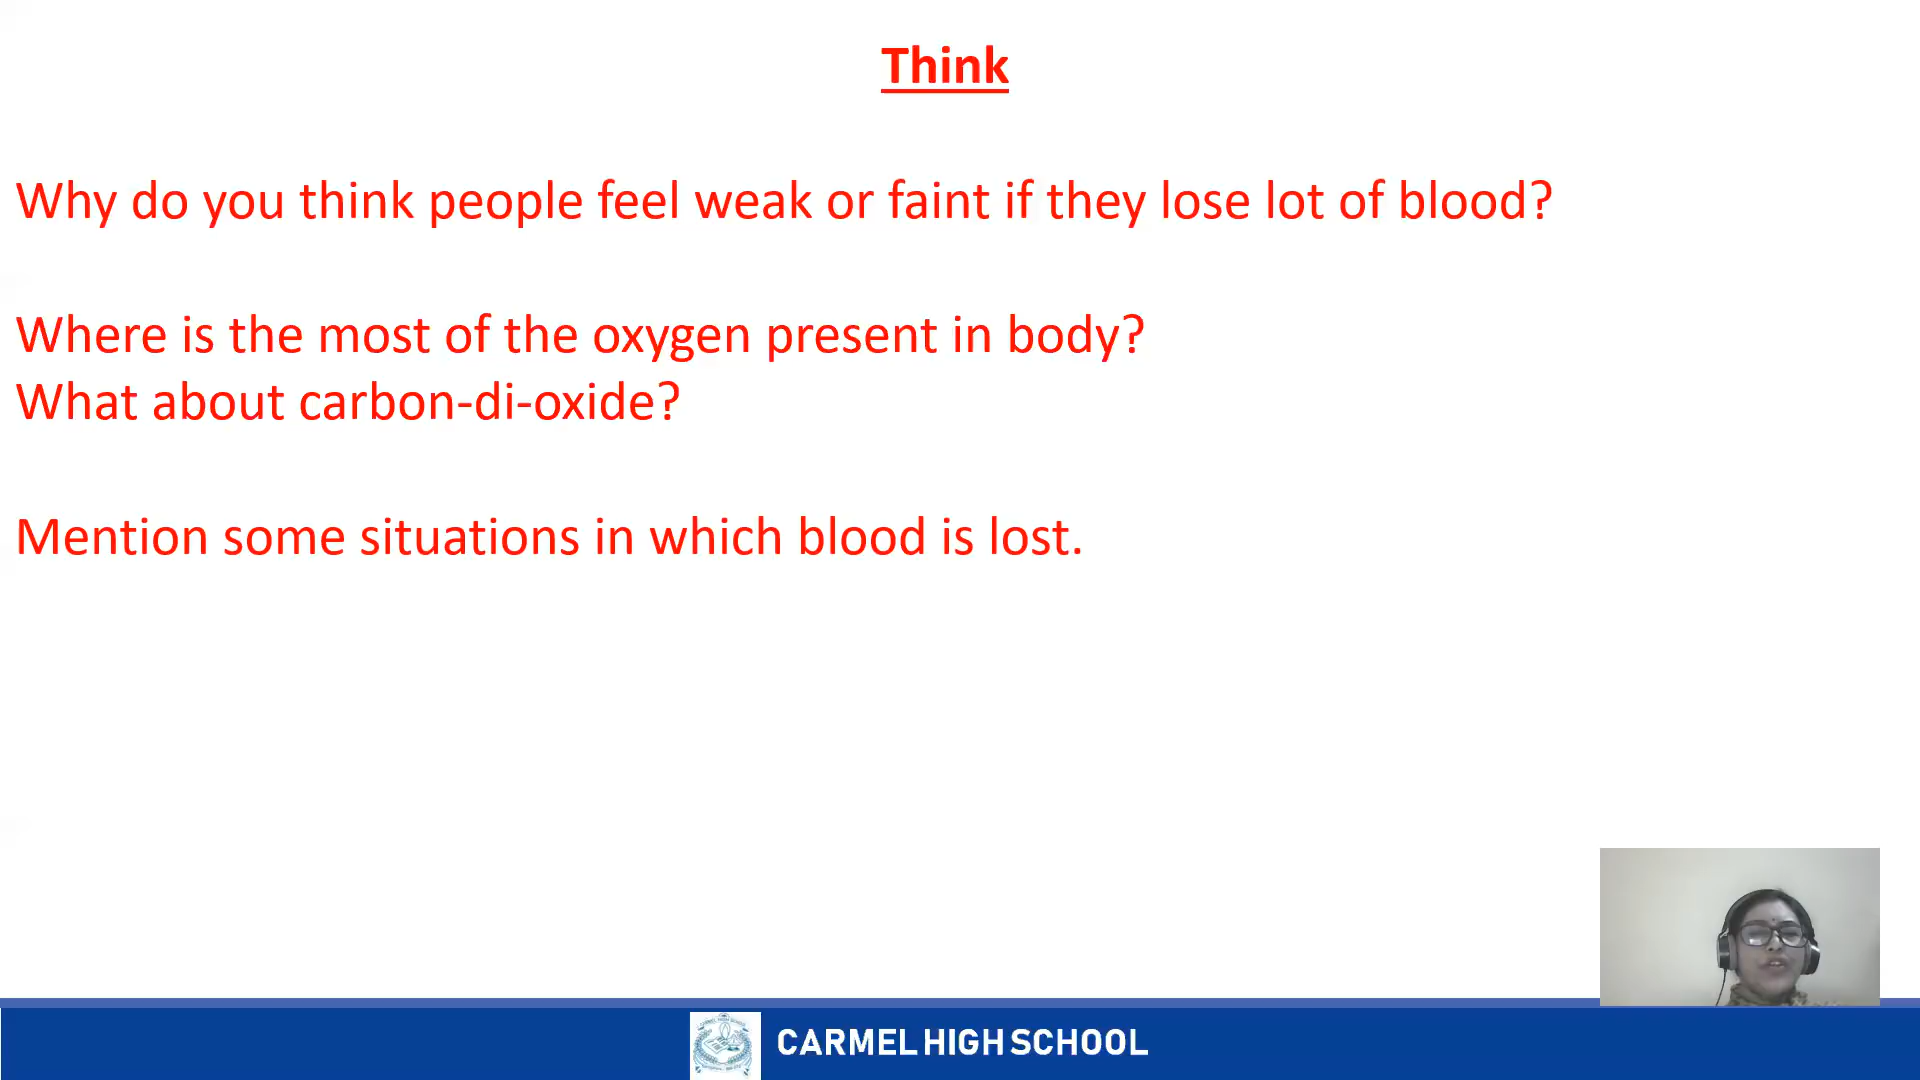 Think
Why do you think people feel weak or faint if they lose lot of blood?
Where is the most of the oxygen present in body?
What about carbon-di-oxide?
Mention some situations in which blood is lost.
CARMEL HIGH SCHOOL